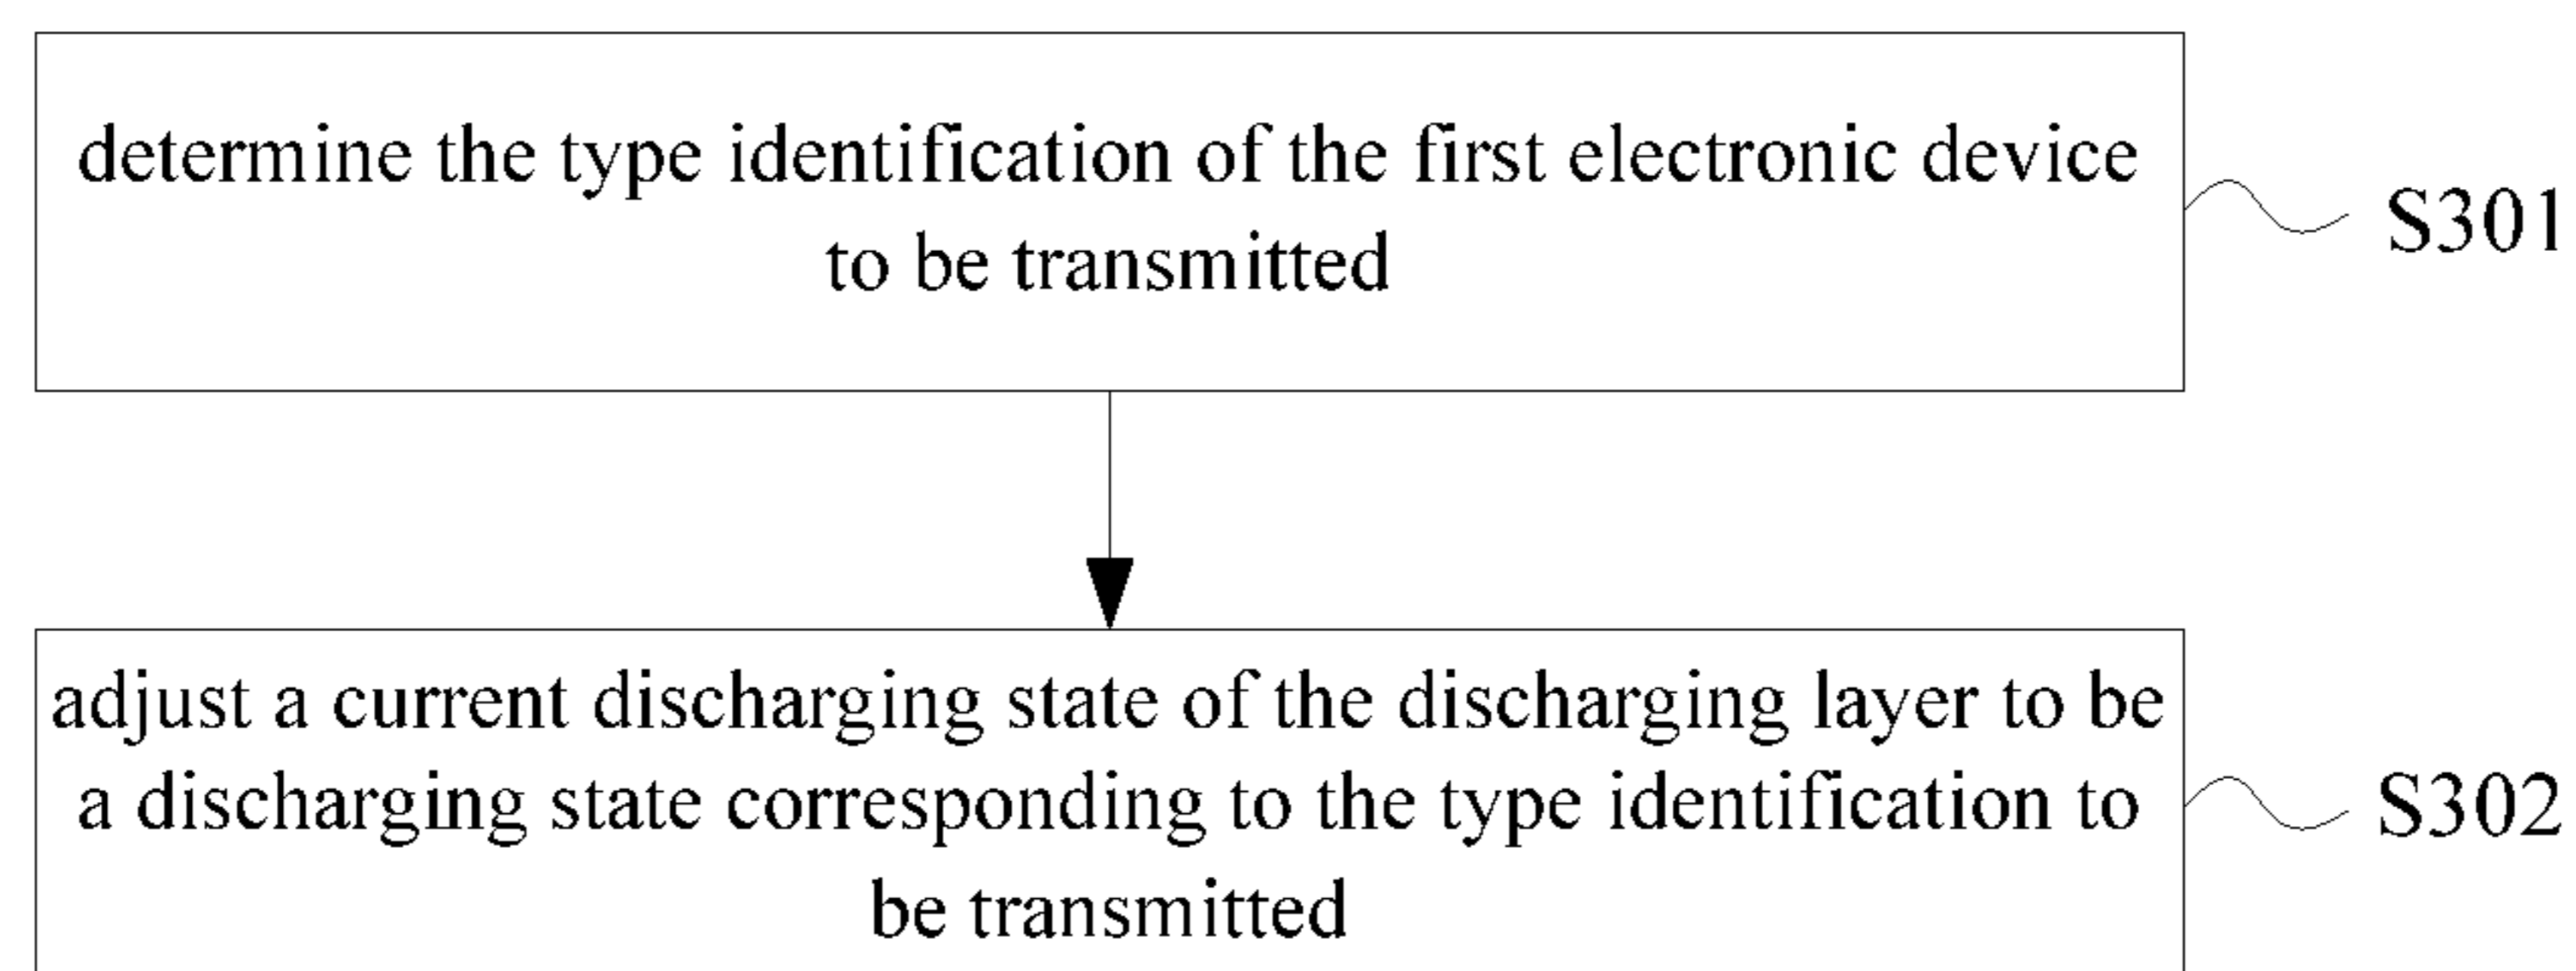 determine the type identification of the first electronic device
to be transmitted
S301
adjust a current discharging state of the discharging layer to be
a discharging state corresponding to the type identification to
be transmitted
S302